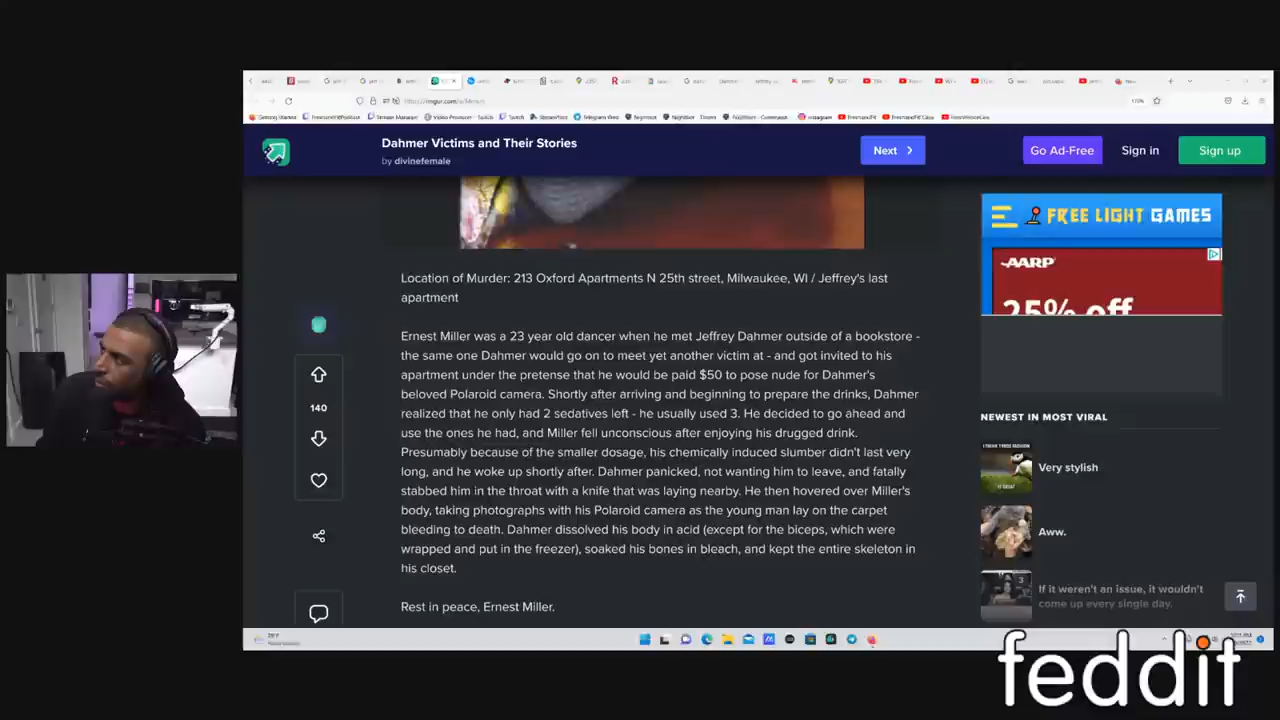 Dahmer Victims and Their Stories
by divinefemale
Next
Go Ad-Free
Sign in
Sign up
FREE LIGHT GAMES
AARP
25% off
Location of Murder: 213 Oxford Apartments N 25th street, Milwaukee, WI / Jeffrey's last
apartment
Ernest Miller was a 23 year old dancer when he met Jeffrey Dahmer outside of a bookstore -
the same one Dahmer would go on to meet yet another victim at - and got invited to his
apartment under the pretense that he would be paid $50 to pose nude for Dahmer's
beloved Polaroid camera. Shortly after arriving and beginning to prepare the drinks, Dahmer
realized that he only had 2 sedatives left - he usually used 3. He decided to go ahead and
use the ones he had, and Miller fell unconscious after enjoying his drugged drink.
Presumably because of the smaller dosage, his chemically induced slumber didn't last very
long, and he woke up shortly after. Dahmer panicked, not wanting him to leave, and fatally
stabbed him in the throat with a knife that was laying nearby. He then hovered over Miller's
body, taking photographs with his Polaroid camera as the young man lay on the carpet
bleeding to death. Dahmer dissolved his body in acid (except for the biceps, which were
wrapped and put in the freezer), soaked his bones in bleach, and kept the entire skeleton in
his closet.
Rest in peace, Ernest Miller.
140
NEWEST IN MOST VIRAL
Very stylish
Aww.
If it weren't an issue, it wouldn't
come up every single day.
feddit